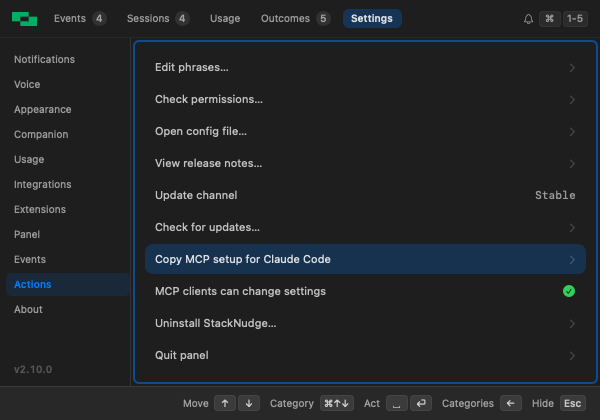 Events 4 Sessions 4 Usage Outcomes 5 Settings ⌘ 1-5
Notifications
Voice
Appearance
Companion
Usage
Integrations
Extensions
Panel
Events
Actions
About
v2.10.0
Edit phrases...
Check permissions...
Open config file...
View release notes...
Update channel Stable
Check for updates...
Copy MCP setup for Claude Code
MCP clients can change settings
Uninstall StackNudge...
Quit panel
Move ↑ ↓ Category ⌘↑↓ Act ⎵ ↩ Categories ← Hide Esc